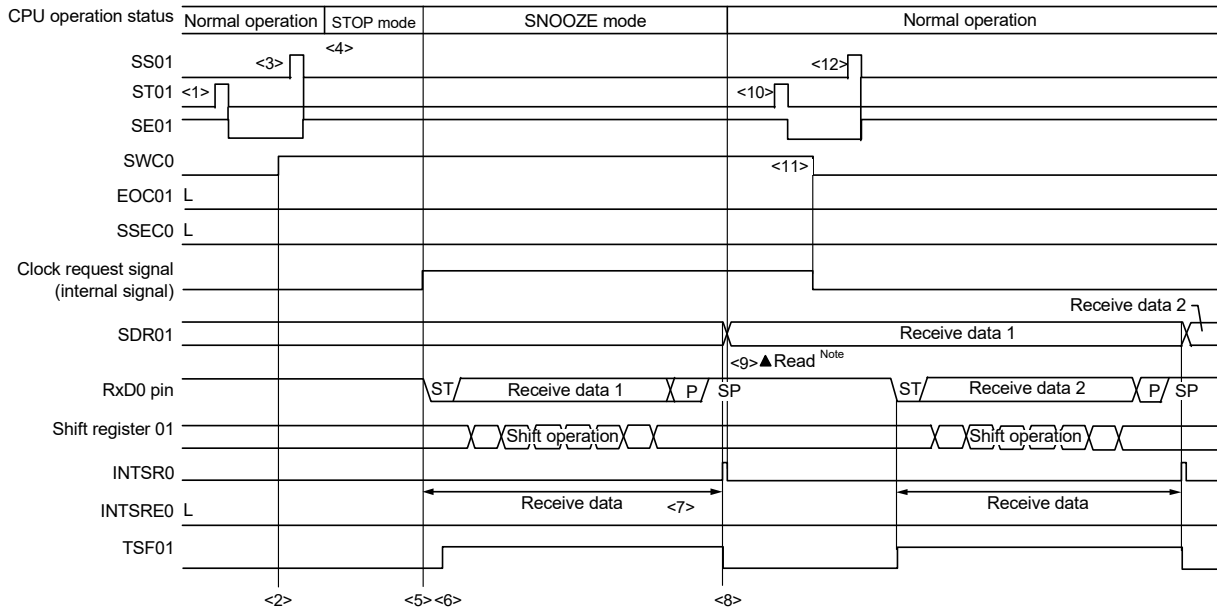 CPU operation status Normal operation STOP mode SNOOZE mode Normal operation
<4>
SS01 <3> <12>
ST01 <1> <10>
SE01
SWC0 <11>
EOC01 L
SSEC0 L
Clock request signal
(internal signal)
Receive data 2
SDR01 Receive data 1
<9>▲Read Note
RxD0 pin ST Receive data 1 P SP ST Receive data 2 P SP
Shift register 01 Shift operation Shift operation
INTSR0
Receive data <7> Receive data
INTSRE0 L
TSF01
<2> <5> <6> <8>